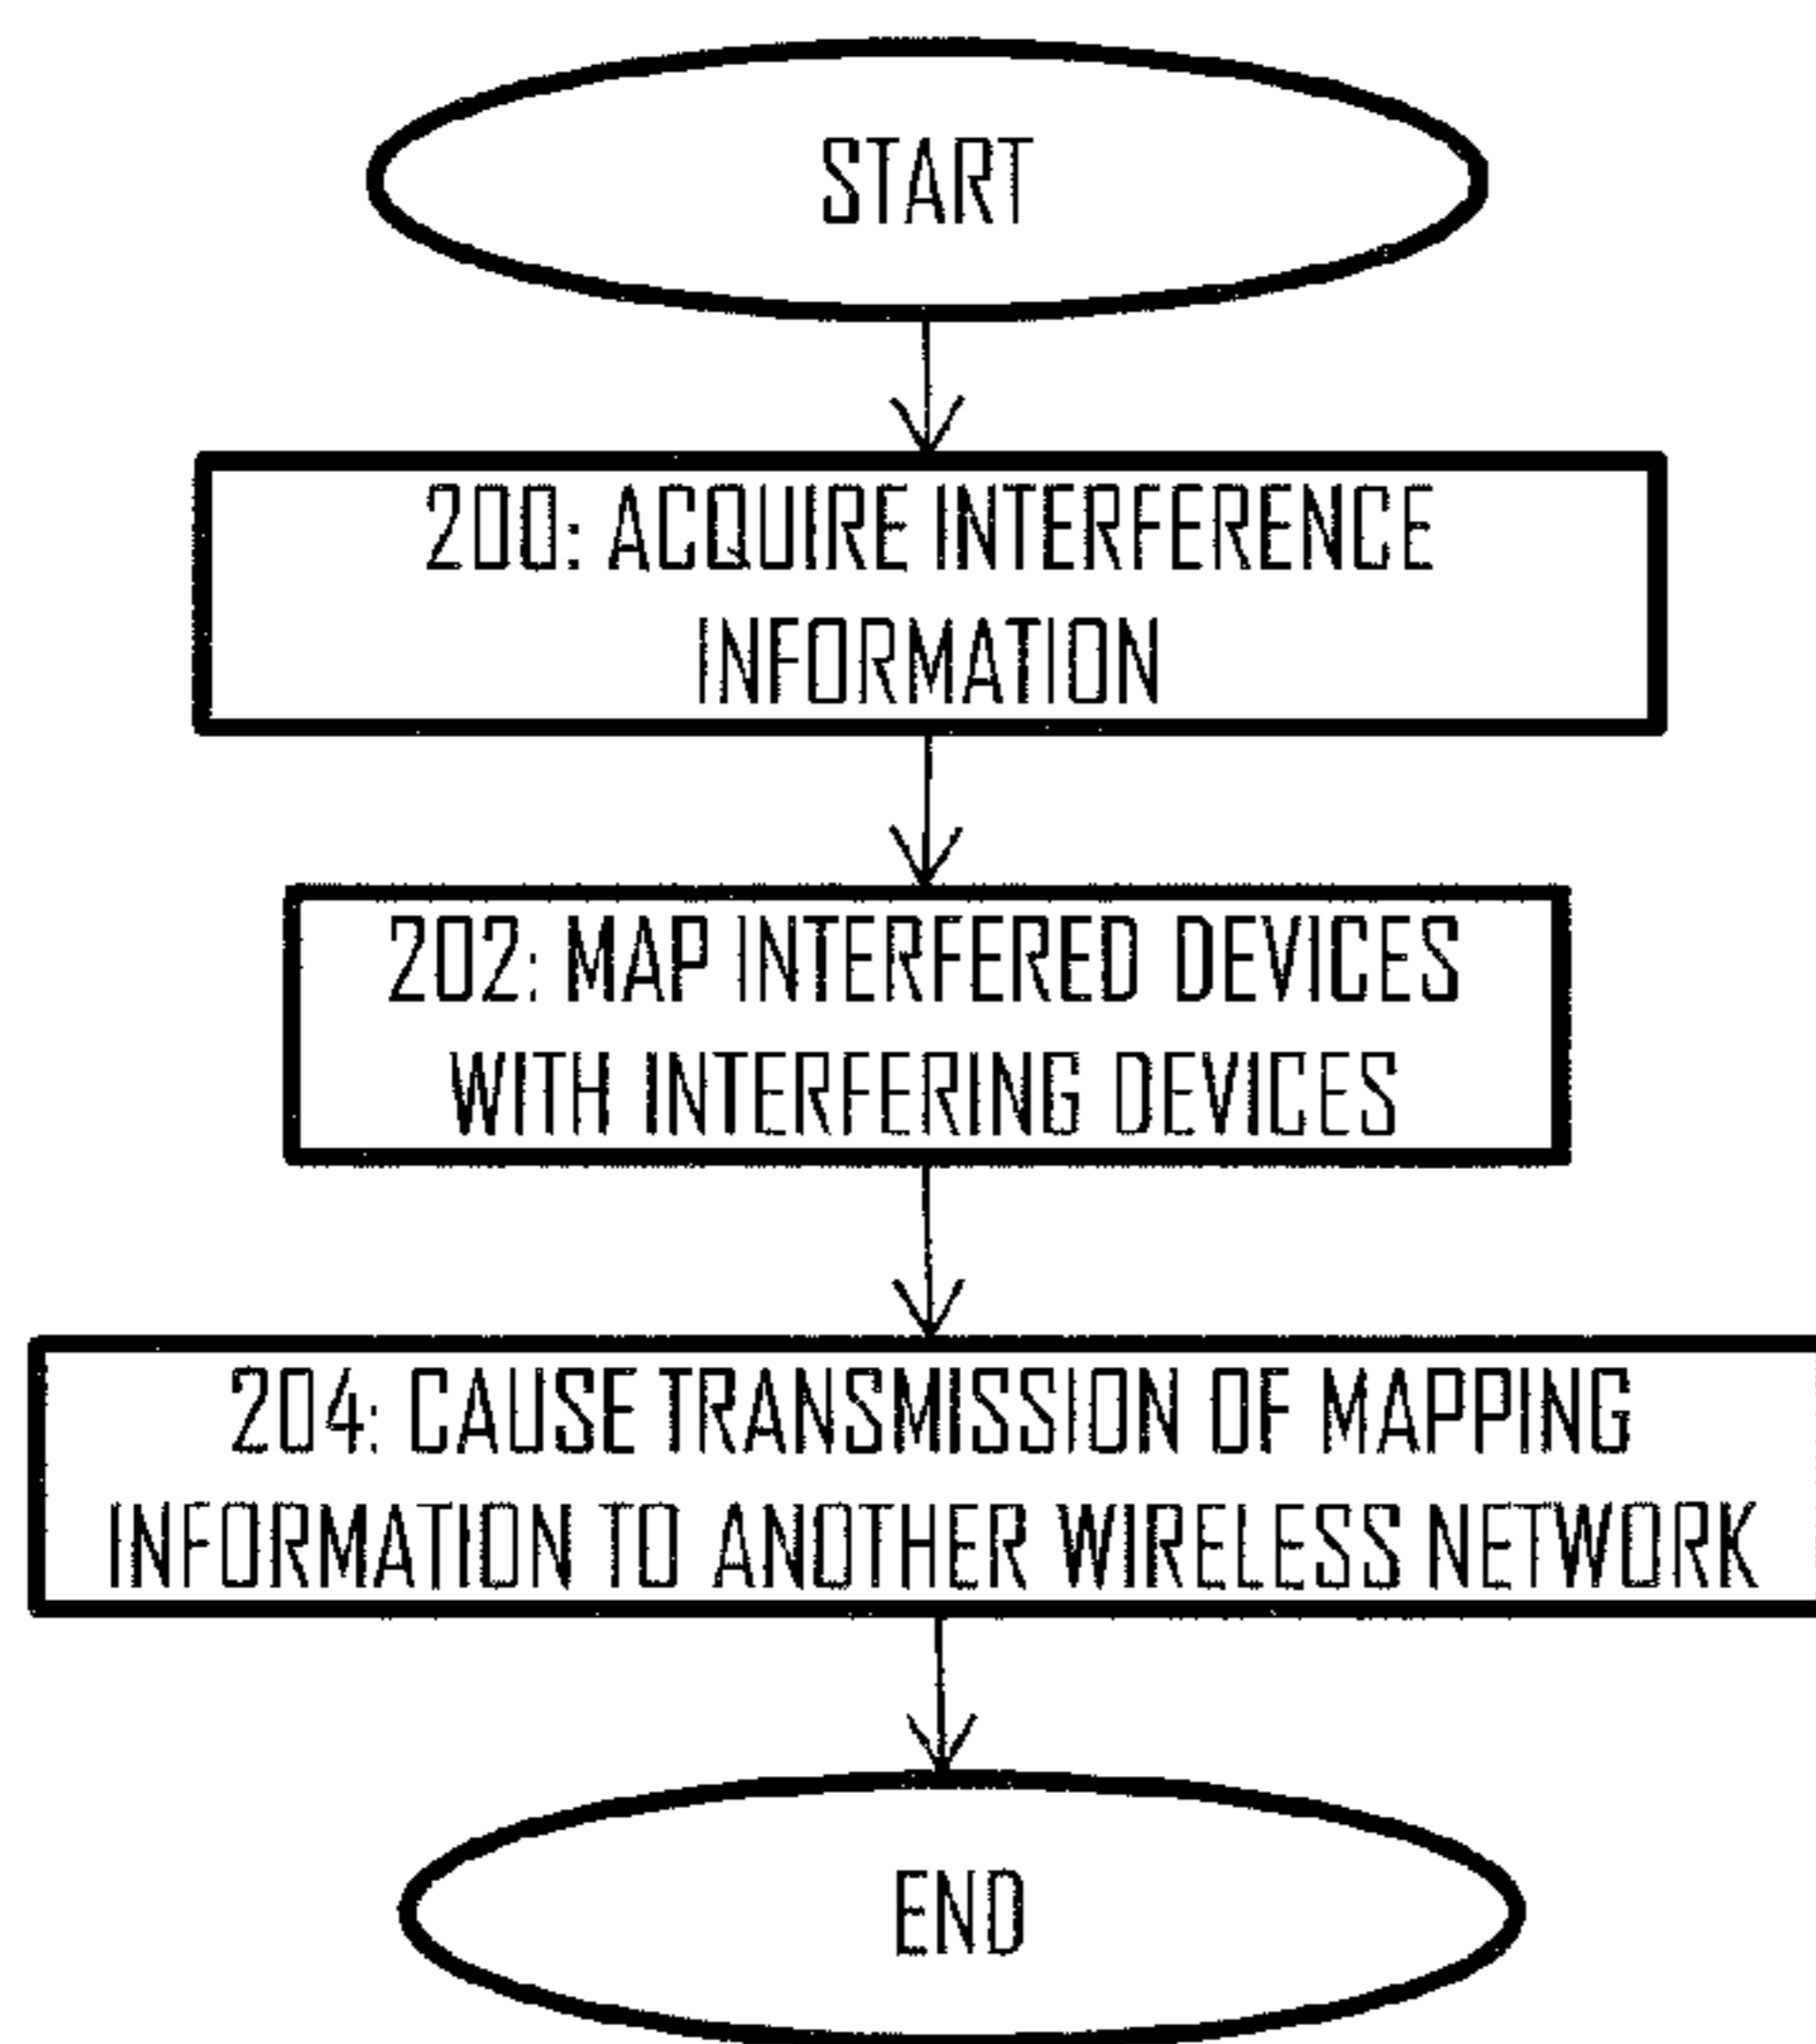 START
200: ACQUIRE INTERFERENCE
INFORMATION
202: MAP INTERFERED DEVICES
WITH INTERFERING DEVICES
204: CAUSE TRANSMISSION OF MAPPING
INFORMATION TO ANOTHER WIRELESS NETWORK
END